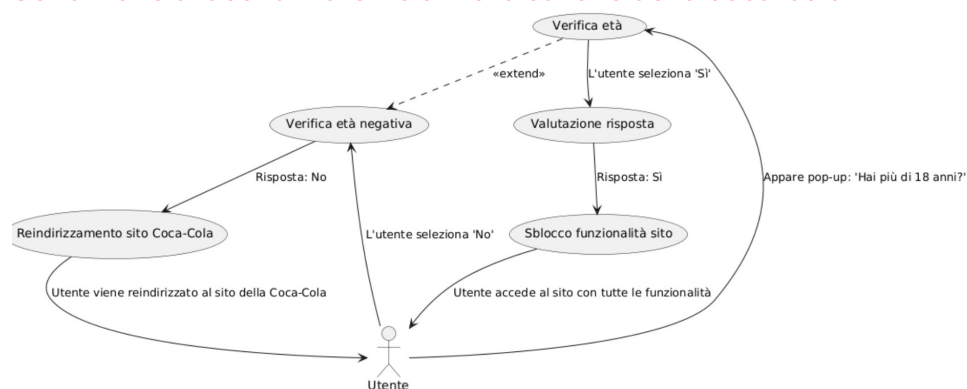 Verifica età
«extend»
L'utente seleziona 'Sì'
Verifica età negativa
Valutazione risposta
Risposta: No
Risposta: Sì
Appare pop-up: 'Hai più di 18 anni?'
Reindirizzamento sito Coca-Cola
L'utente seleziona 'No'
Sblocco funzionalità sito
Utente viene reindirizzato al sito della Coca-Cola
Utente accede al sito con tutte le funzionalità
Utente